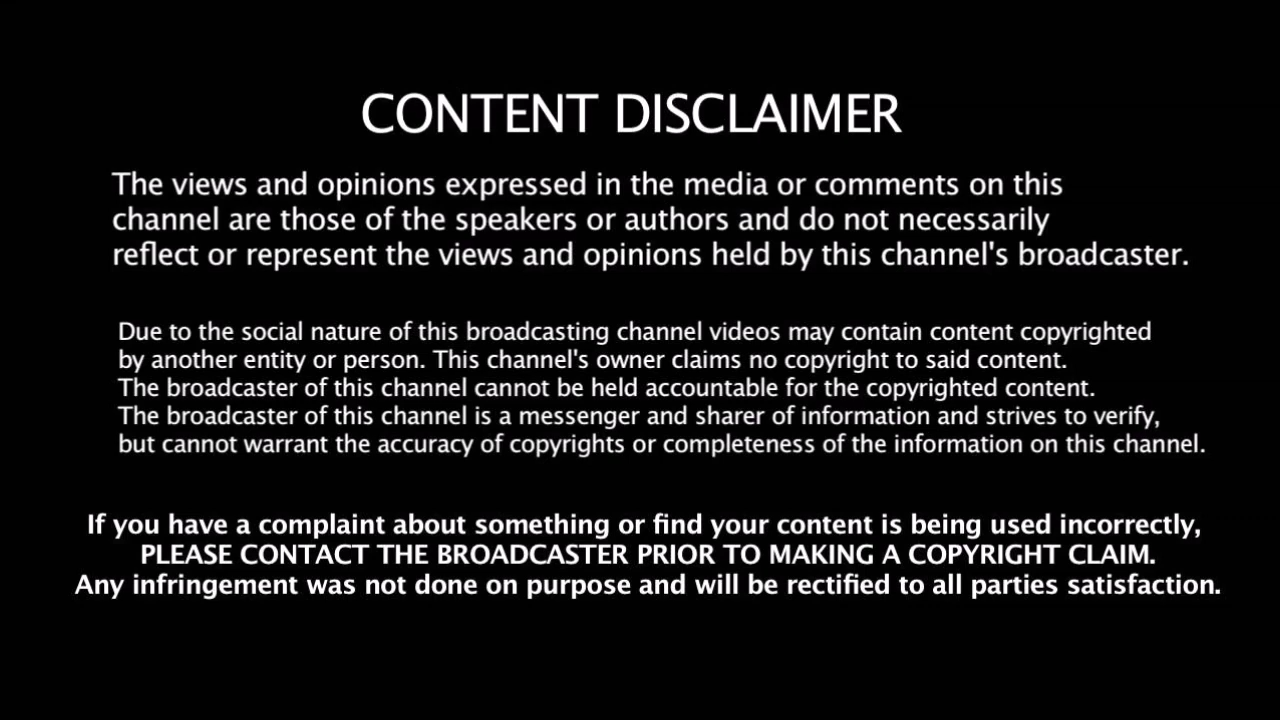 CONTENT DISCLAIMER
The views and opinions expressed in the media or comments on this
channel are those of the speakers or authors and do not necessarily
reflect or represent the views and opinions held by this channel's broadcaster.
Due to the social nature of this broadcasting channel videos may contain content copyrighted
by another entity or person. This channel's owner claims no copyright to said content.
The broadcaster of this channel cannot be held accountable for the copyrighted content.
The broadcaster of this channel is a messenger and sharer of information and strives to verify,
but cannot warrant the accuracy of copyrights or completeness of the information on this channel.
If you have a complaint about something or find your content is being used incorrectly,
PLEASE CONTACT THE BROADCASTER PRIOR TO MAKING A COPYRIGHT CLAIM.
Any infringement was not done on purpose and will be rectified to all parties satisfaction.